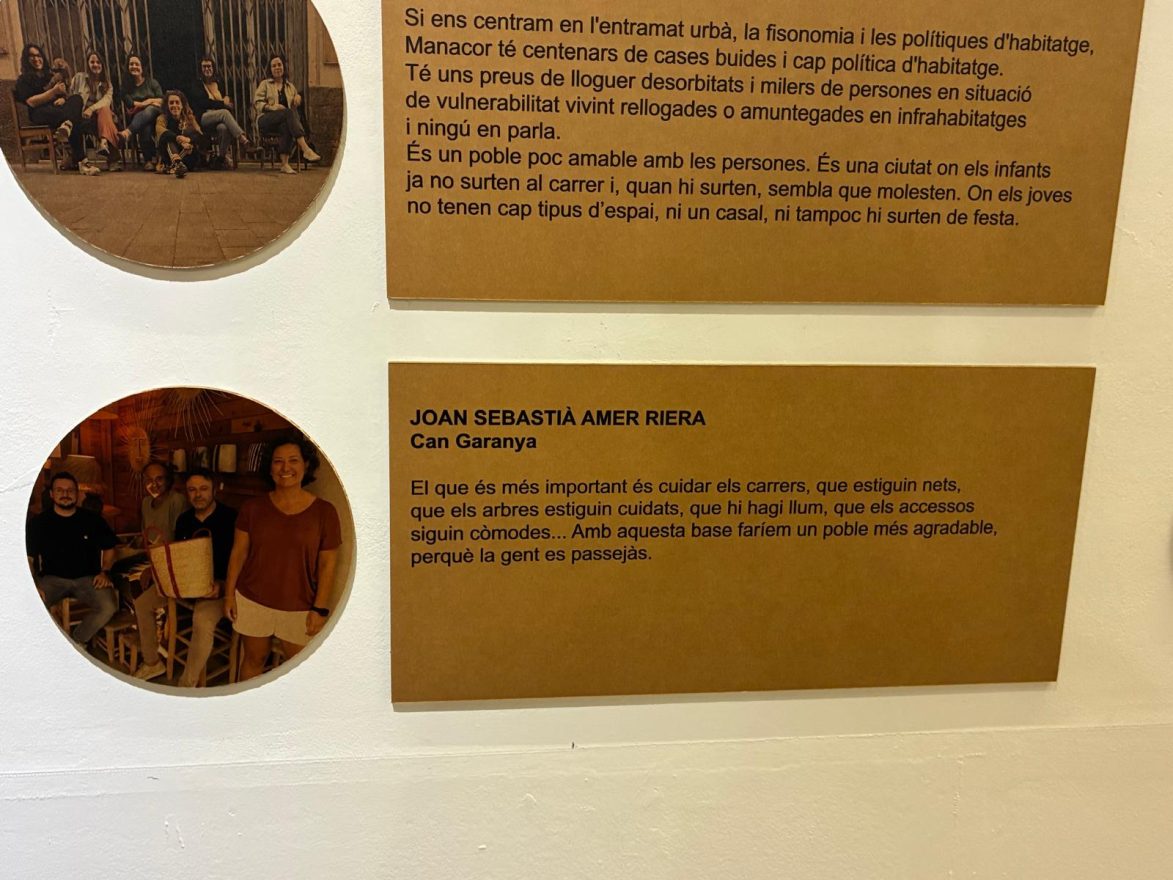 Si ens centram en l'entramat urbà, la fisonomia i les polítiques d'habitatge,
Manacor té centenars de cases buides i cap política d'habitatge.
Té uns preus de lloguer desorbitats i milers de persones en situació
de vulnerabilitat vivint rellogades o amuntegades en infrahabitatges
i ningú en parla.
És un poble poc amable amb les persones. És una ciutat on els infants
ja no surten al carrer i, quan hi surten, sembla que molesten. On els joves
no tenen cap tipus d’espai, ni un casal, ni tampoc hi surten de festa.
JOAN SEBASTIÀ AMER RIERA
Can Garanya
El que és més important és cuidar els carrers, que estiguin nets,
que els arbres estiguin cuidats, que hi hagi llum, que els accessos
siguin còmodes... Amb aquesta base faríem un poble més agradable,
perquè la gent es passejàs.